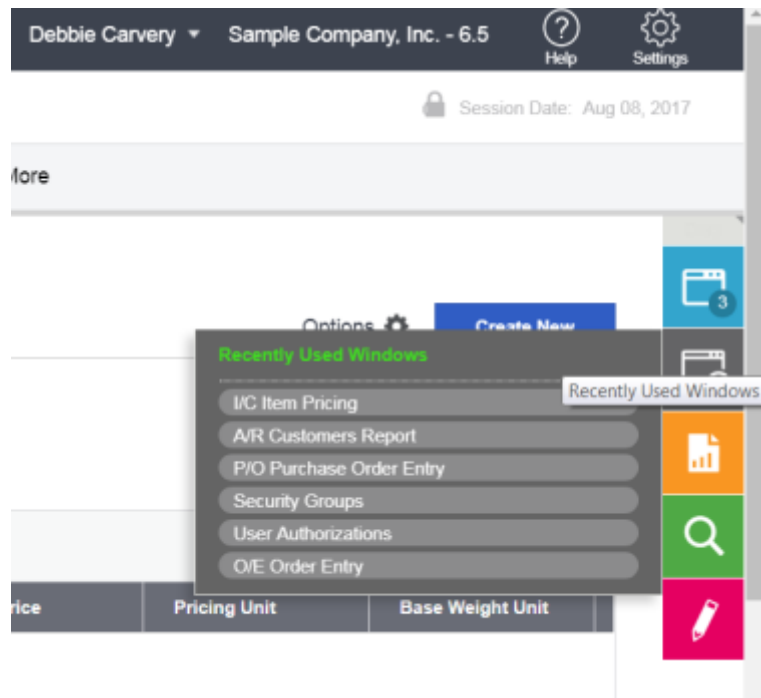 Debbie Carvery Sample Company, Inc. - 6.5
Help Settings
Session Date: Aug 08, 2017
More
3
Options Create New
Recently Used Windows
Recently Used Windows
I/C Item Pricing
A/R Customers Report
P/O Purchase Order Entry
Security Groups
User Authorizations
O/E Order Entry
rice Pricing Unit Base Weight Unit